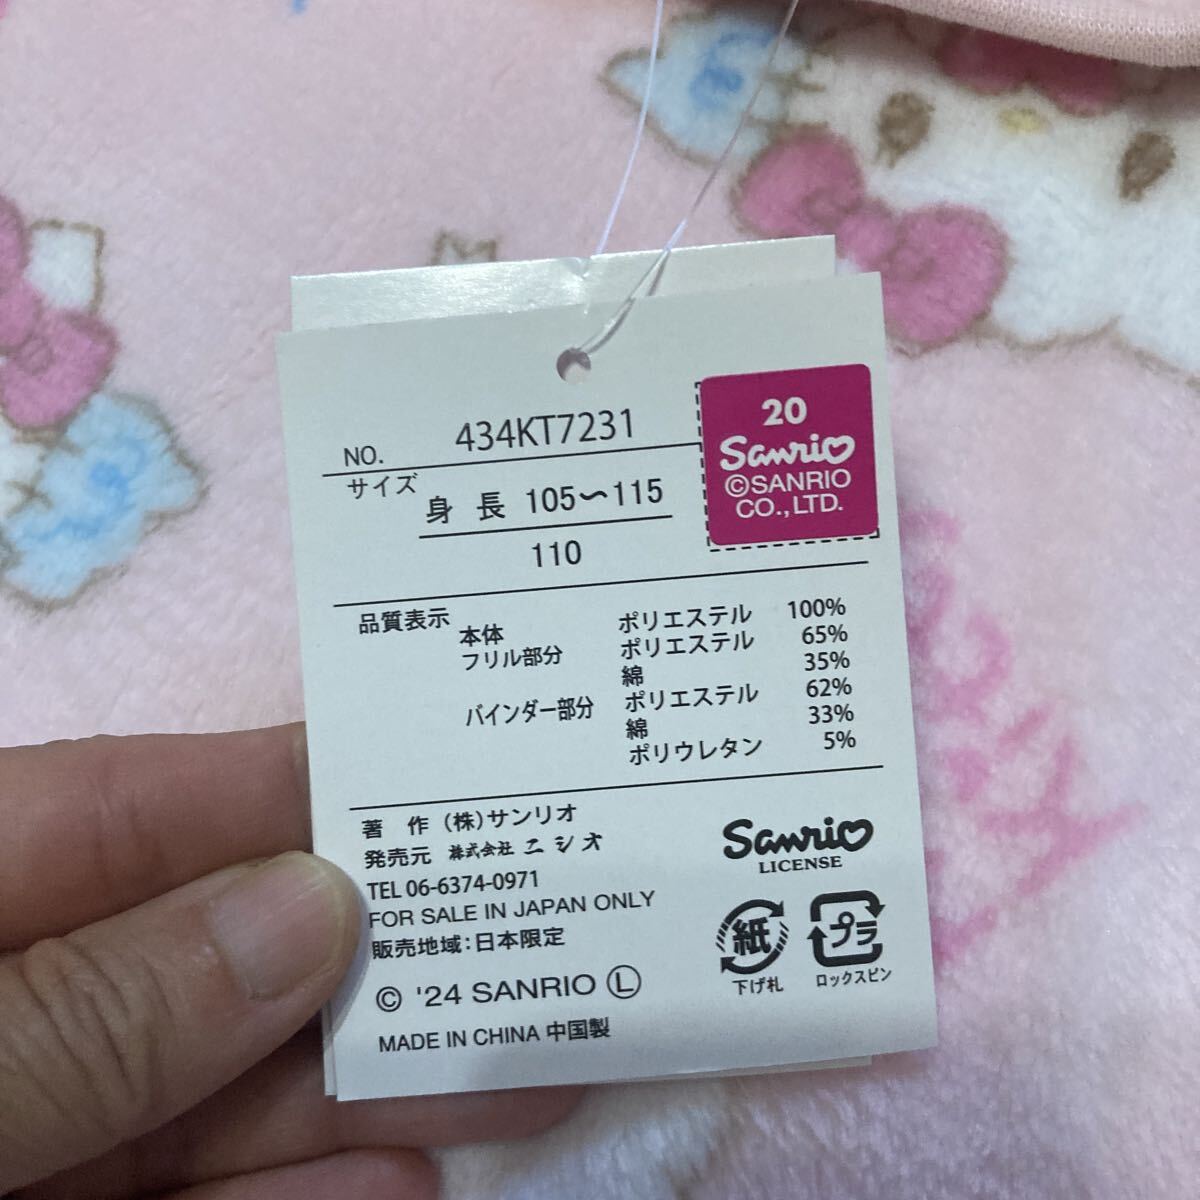 NO. 434KT7231
20
Sanrio
©SANRIO
CO.,LTD.
サイズ
身長 105〜115
110
品質表示
本体 ポリエステル 100%
フリル部分 ポリエステル 65%
綿 35%
バインダー部分 ポリエステル 62%
綿 33%
ポリウレタン 5%
著作 (株)サンリオ
発売元 株式会社 ニシオ
TEL 06-6374-0971
FOR SALE IN JAPAN ONLY
販売地域:日本限定
© '24 SANRIO Ⓛ
MADE IN CHINA 中国製
Sanrio
LICENSE
紙
下げ札
プラ
ロックスピン